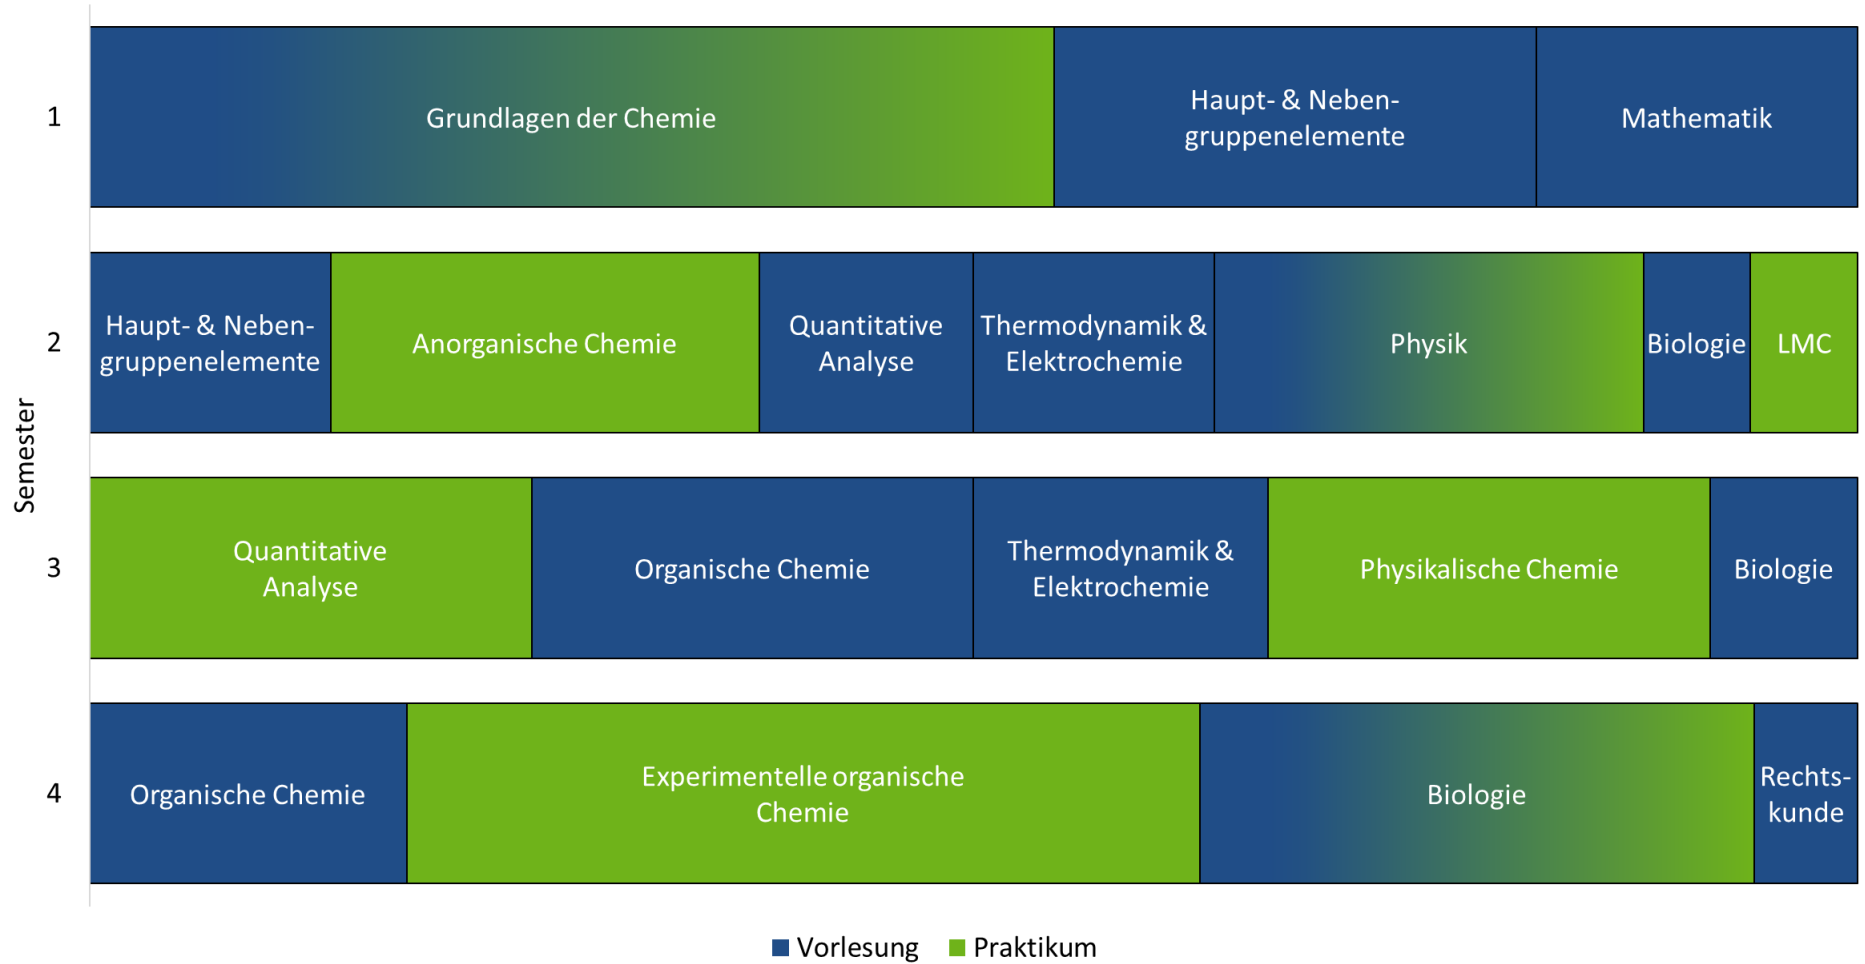 Semester
1
Grundlagen der Chemie
Haupt- & Neben-
gruppenelemente
Mathematik
2
Haupt- & Neben-
gruppenelemente
Anorganische Chemie
Quantitative
Analyse
Thermodynamik &
Elektrochemie
Physik
Biologie
LMC
3
Quantitative
Analyse
Organische Chemie
Thermodynamik &
Elektrochemie
Physikalische Chemie
Biologie
4
Organische Chemie
Experimentelle organische
Chemie
Biologie
Rechts-
kunde
Vorlesung
Praktikum